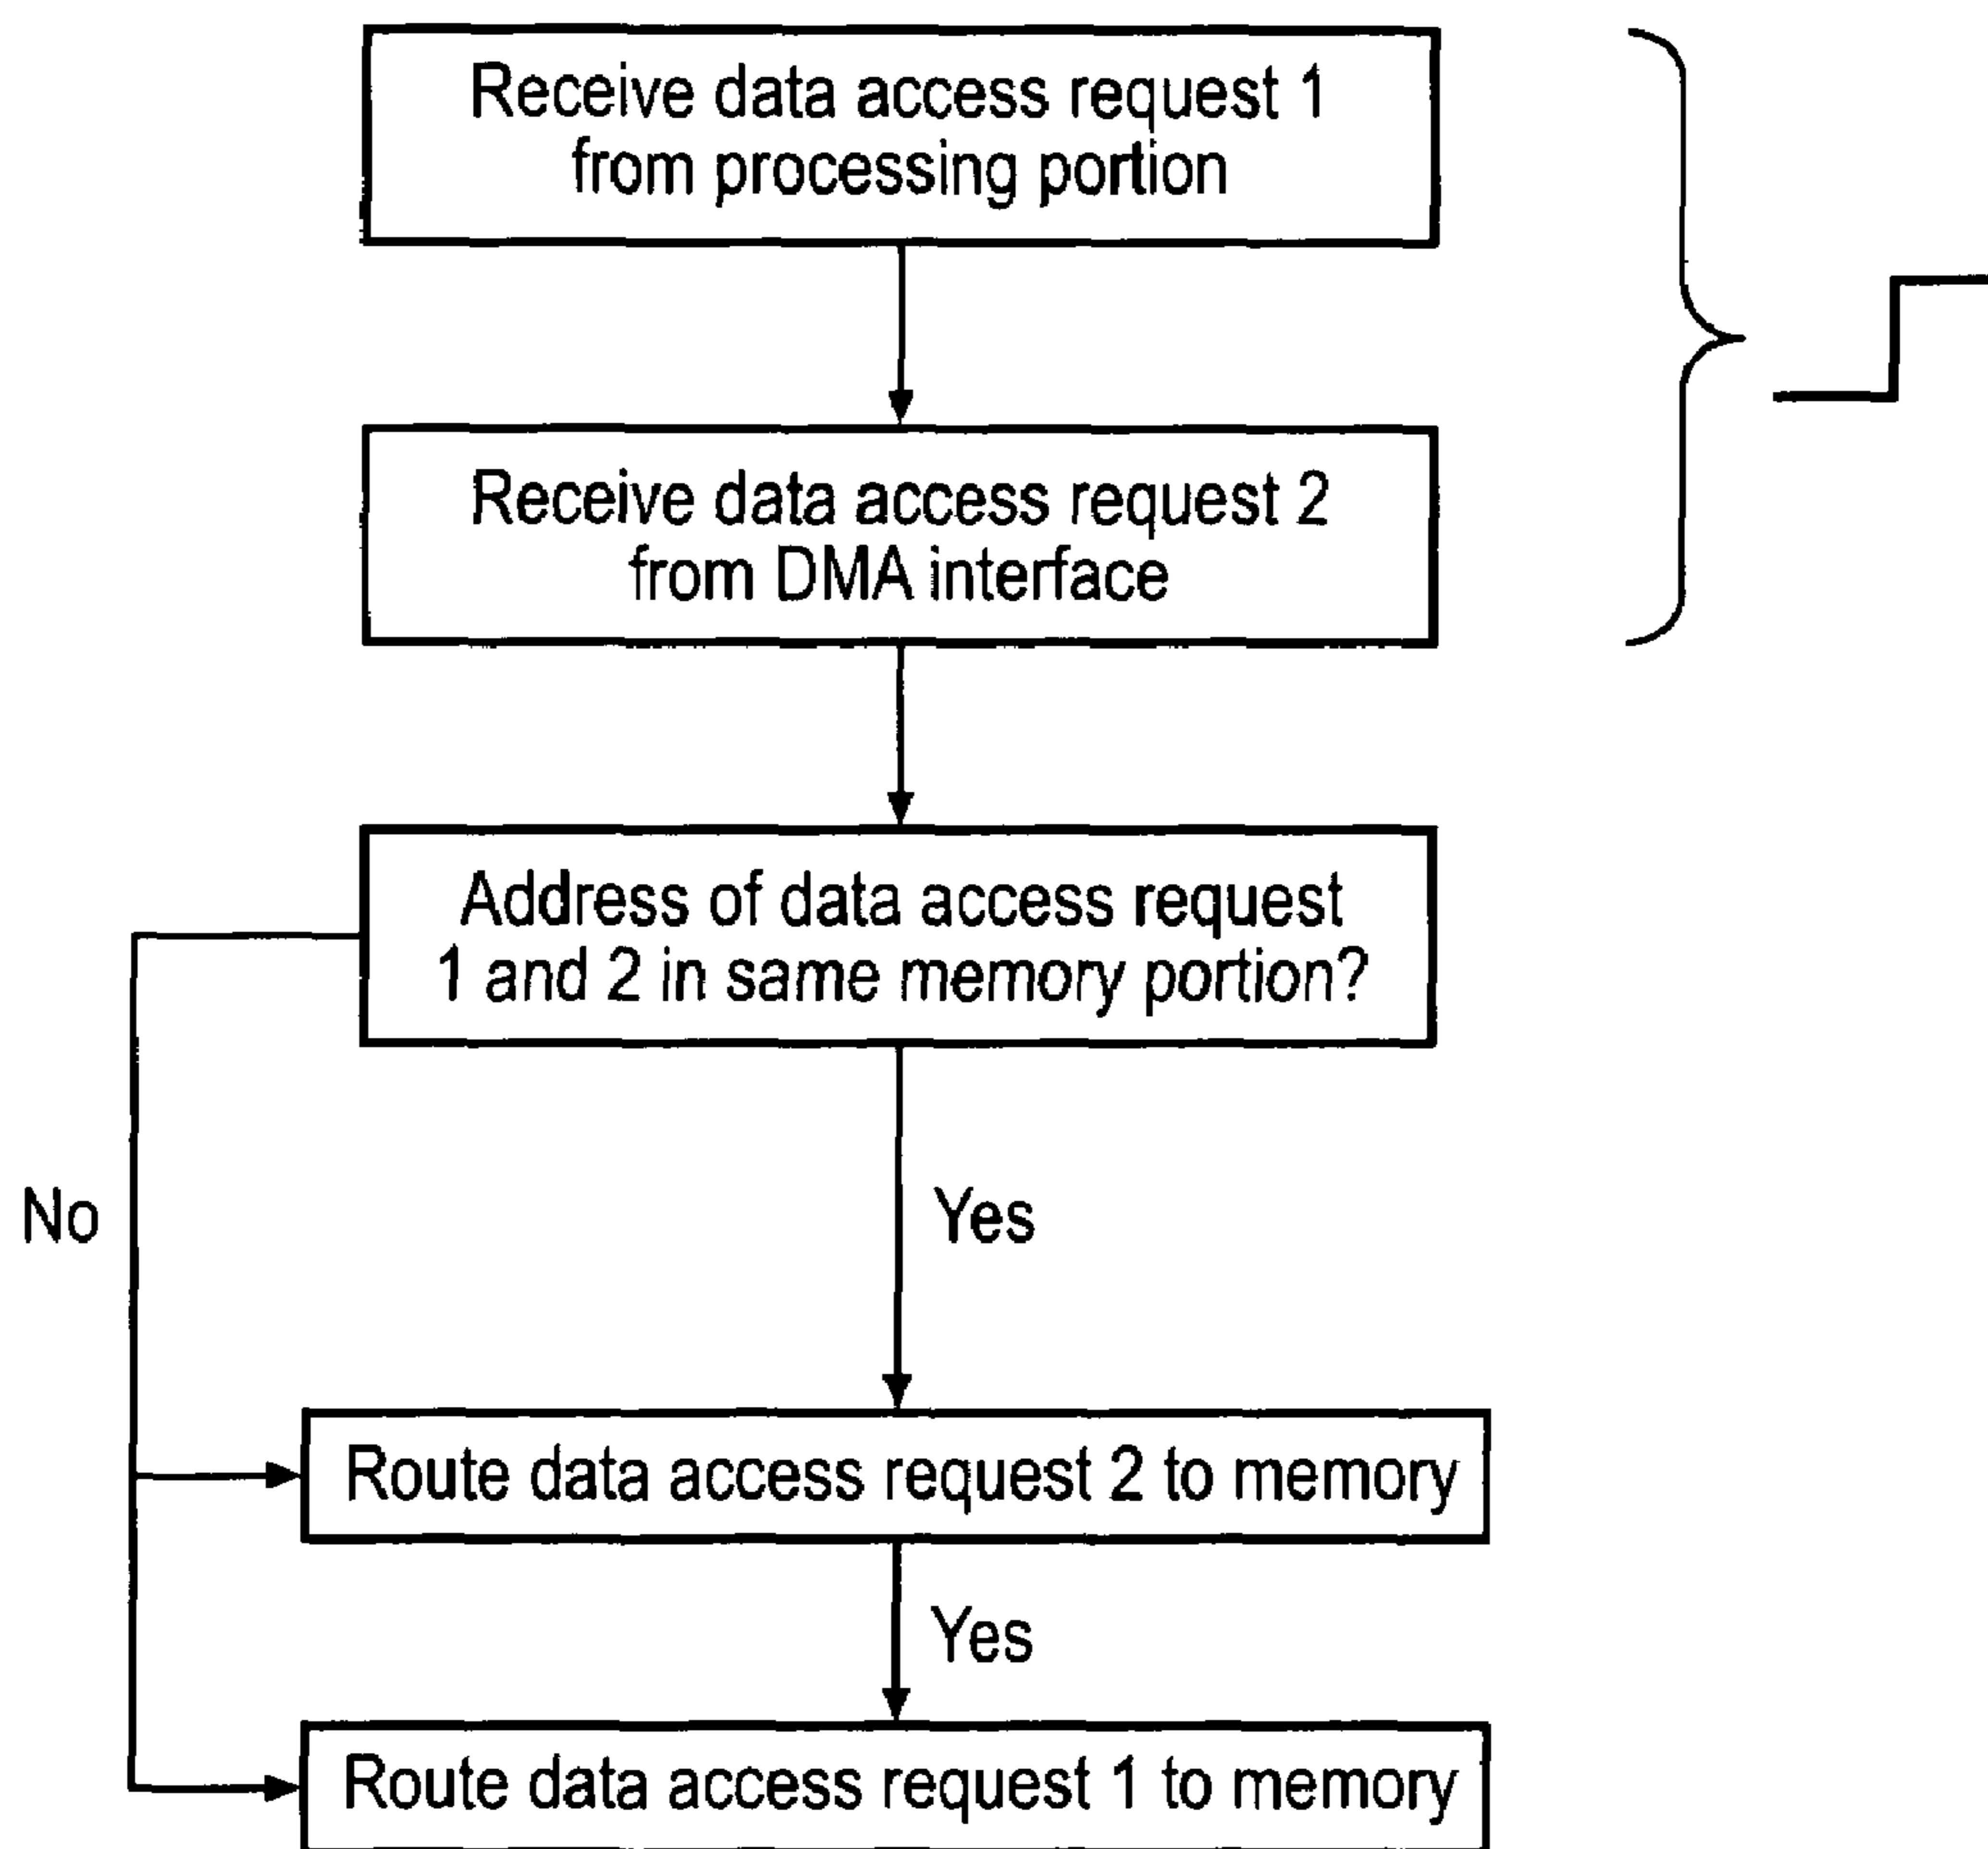 Receive data access request 1
from processing portion
Receive data access request 2
from DMA interface
Address of data access request
1 and 2 in same memory portion?
No
Yes
Route data access request 2 to memory
Yes
Route data access request 1 to memory